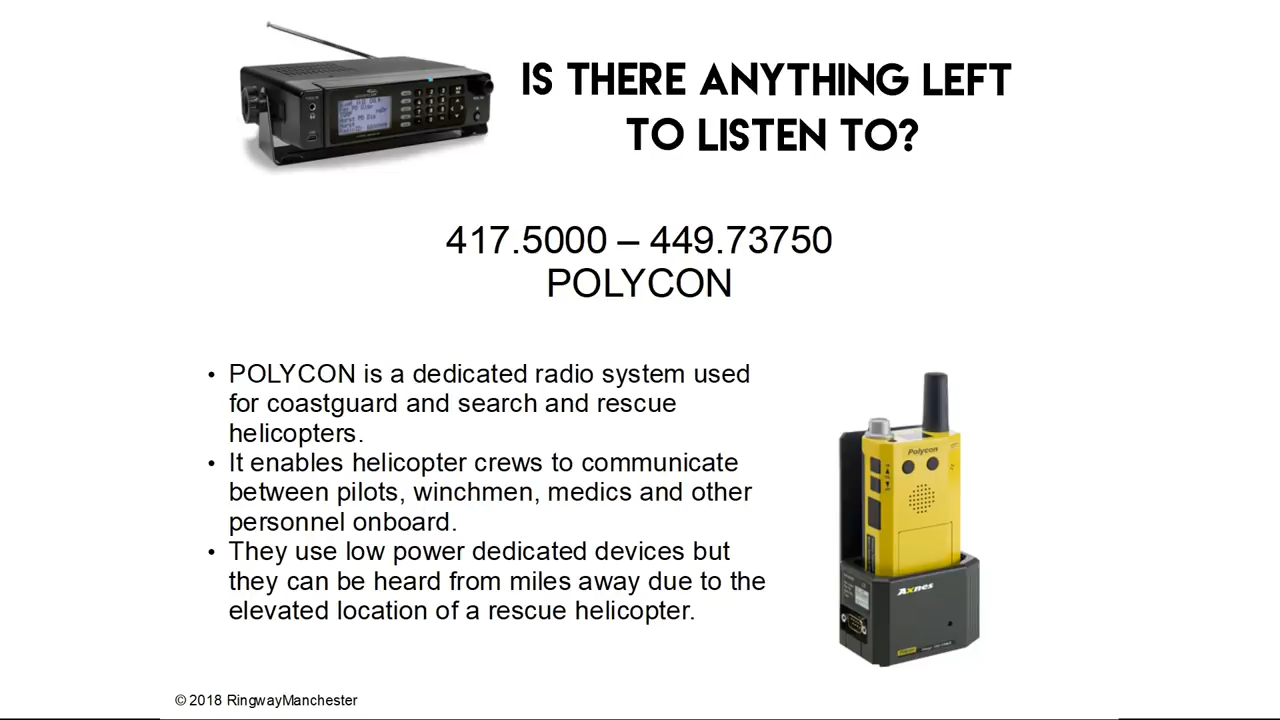 IS THERE ANYTHING LEFT
TO LISTEN TO?
417.5000 – 449.73750
POLYCON
• POLYCON is a dedicated radio system used
for coastguard and search and rescue
helicopters.
• It enables helicopter crews to communicate
between pilots, winchmen, medics and other
personnel onboard.
• They use low power dedicated devices but
they can be heard from miles away due to the
elevated location of a rescue helicopter.
Polycon
Axnes
© 2018 RingwayManchester